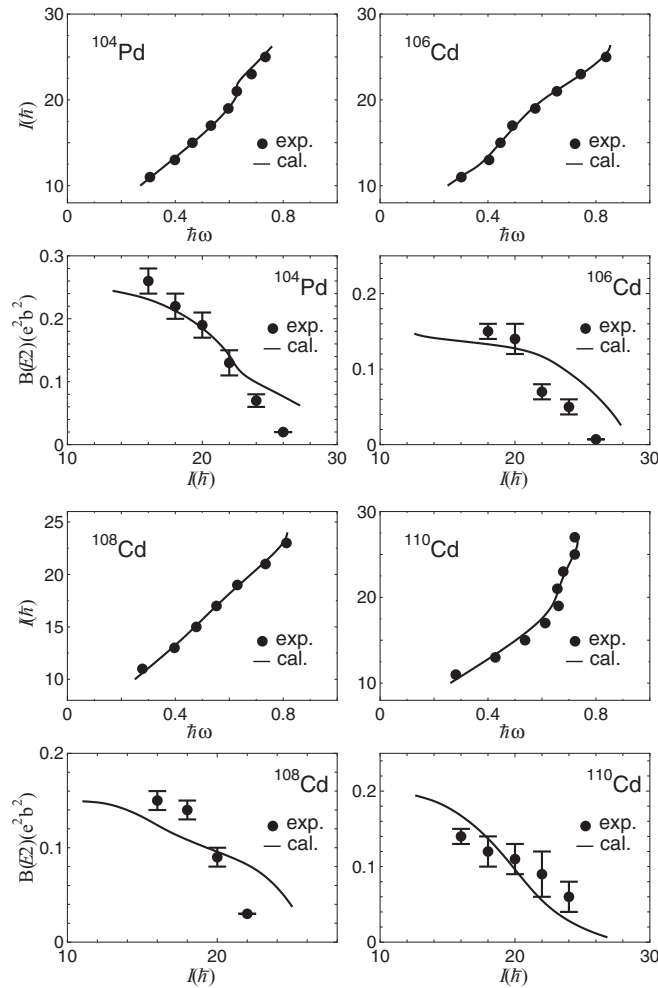 30
20
10
I(ħ)
104Pd
exp.
cal.
0 0.4 0.8
ħω
30
20
10
106Cd
exp.
cal.
0 0.4 0.8
ħω
0.3
0.2
0.1
0
B(E2)(e²b²)
104Pd
exp.
cal.
10 20 30
I(ħ)
0.2
0.1
0
106Cd
exp.
cal.
10 20 30
I(ħ)
25
20
15
10
I(ħ)
108Cd
exp.
cal.
0 0.4 0.8
ħω
30
20
10
110Cd
exp.
cal.
0 0.4 0.8
ħω
0.2
0.1
0
B(E2)(e²b²)
108Cd
exp.
cal.
10 20
I(ħ)
0.2
0.1
0
110Cd
exp.
cal.
10 20 30
I(ħ)